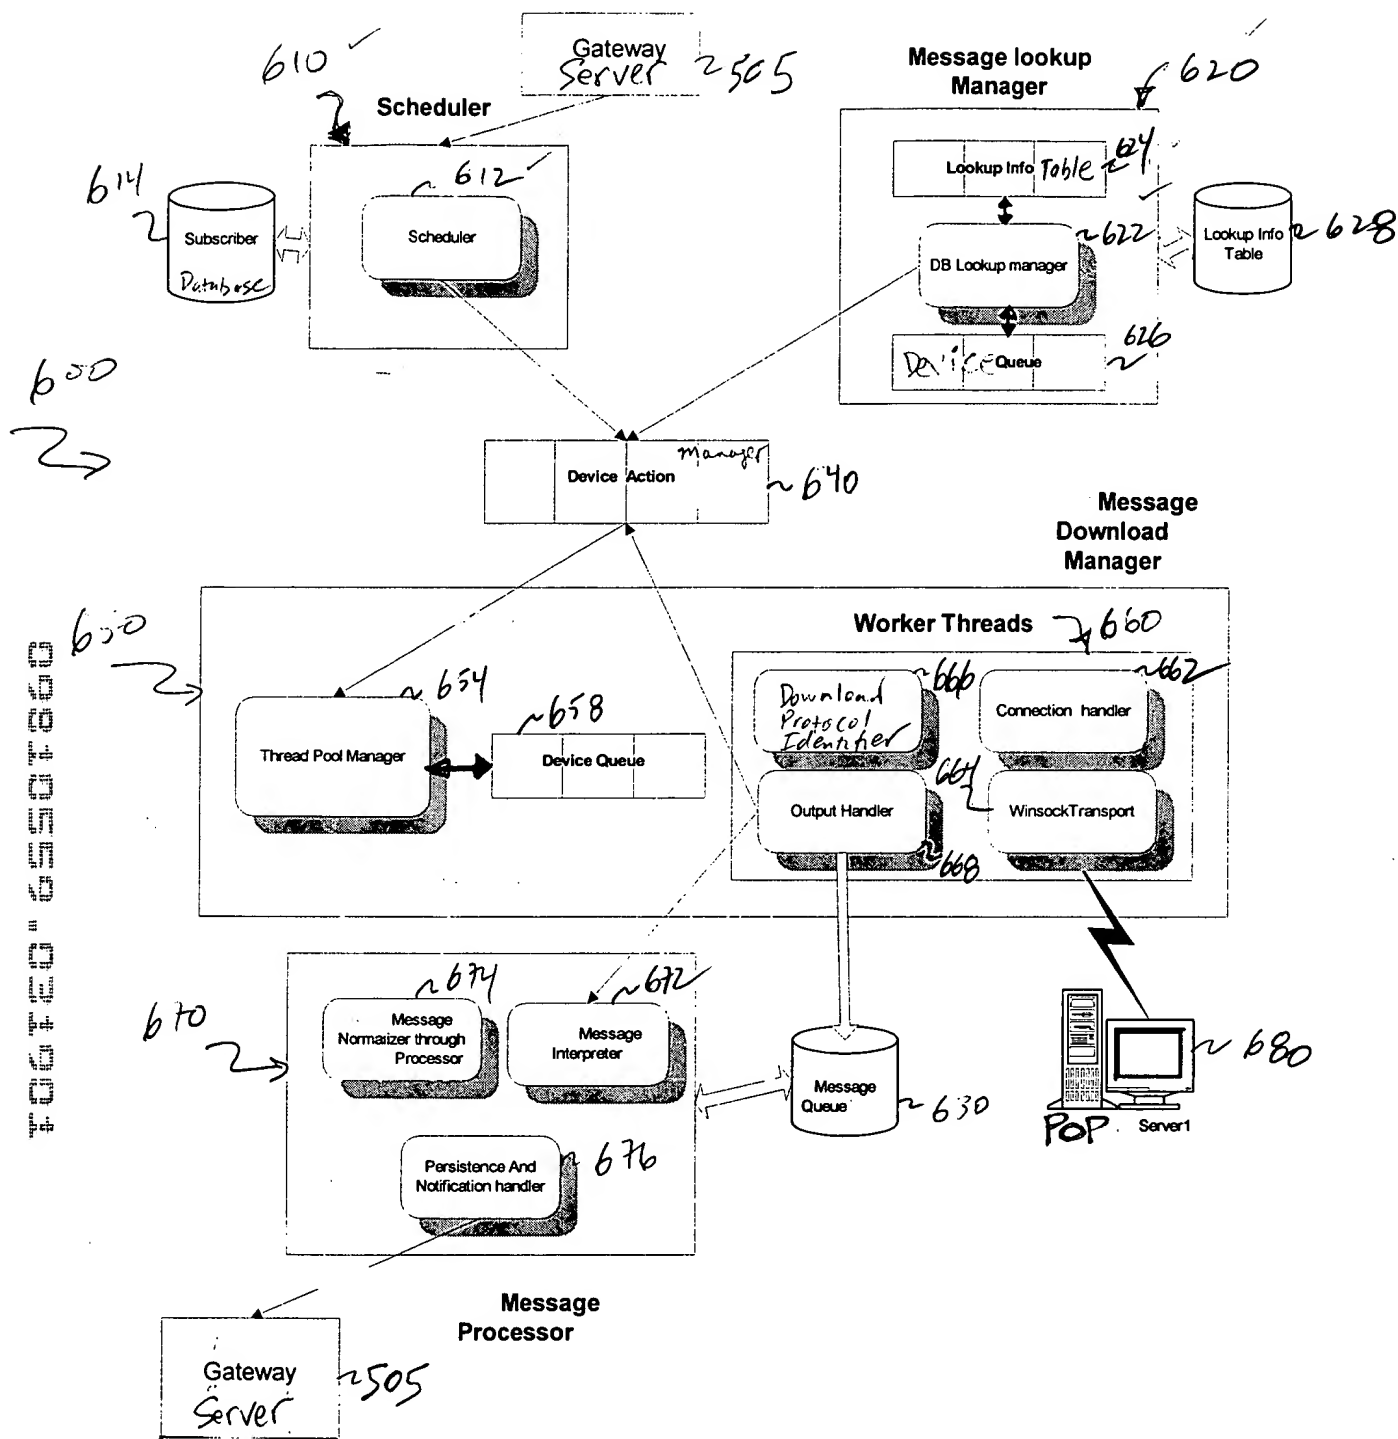 610
Gateway
Server
505
Message lookup
Manager
620
Scheduler
614
612
Lookup Info Table
624
Subscriber
Database
Scheduler
622
DB Lookup manager
Lookup Info
Table
628
626
Device Queue
600
Device Action
Manager
640
Message
Download
Manager
650
Worker Threads
660
654
658
666
662
Download
Protocol
Identifier
Connection handler
Thread Pool Manager
Device Queue
664
Output Handler
WinsockTransport
668
674
672
670
Message
Normaizer through
Processor
Message
Interpreter
Message
Queue
630
680
POP
Server1
676
Persistence And
Notification handler
Message
Processor
Gateway
Server
505